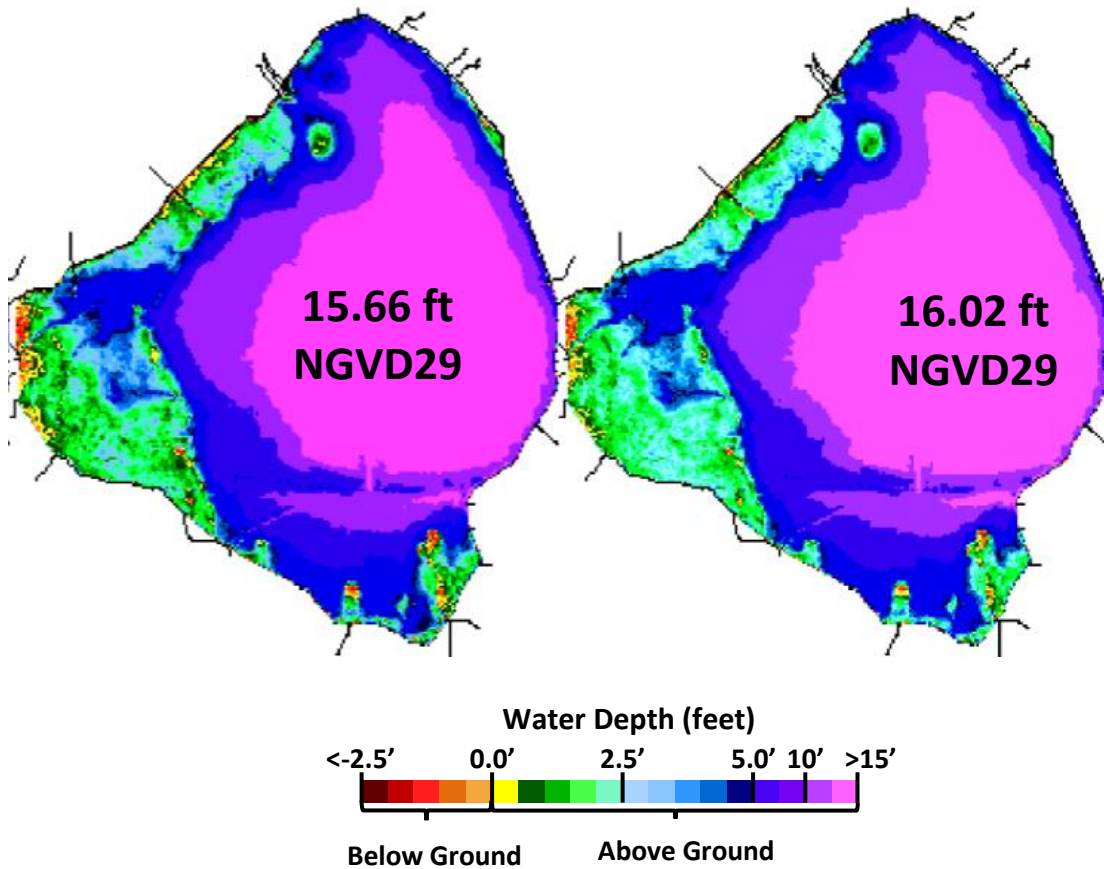 15.66 ft
NGVD29
16.02 ft
NGVD29
Water Depth (feet)
<-2.5’ 0.0’ 2.5’ 5.0’ 10’ >15’
Below Ground Above Ground